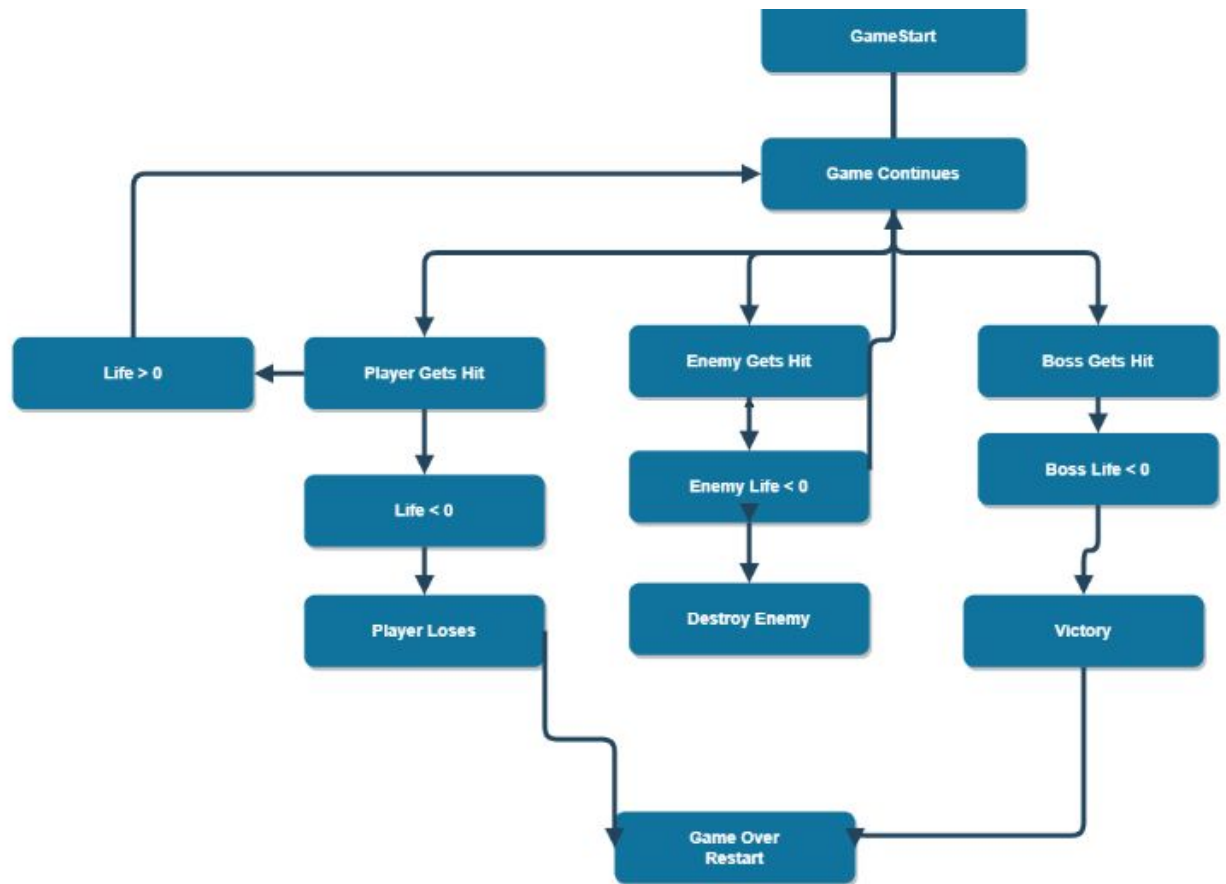 GameStart
Game Continues
Life > 0
Player Gets Hit
Enemy Gets Hit
Boss Gets Hit
Life < 0
Enemy Life < 0
Boss Life < 0
Player Loses
Destroy Enemy
Victory
Game Over
Restart